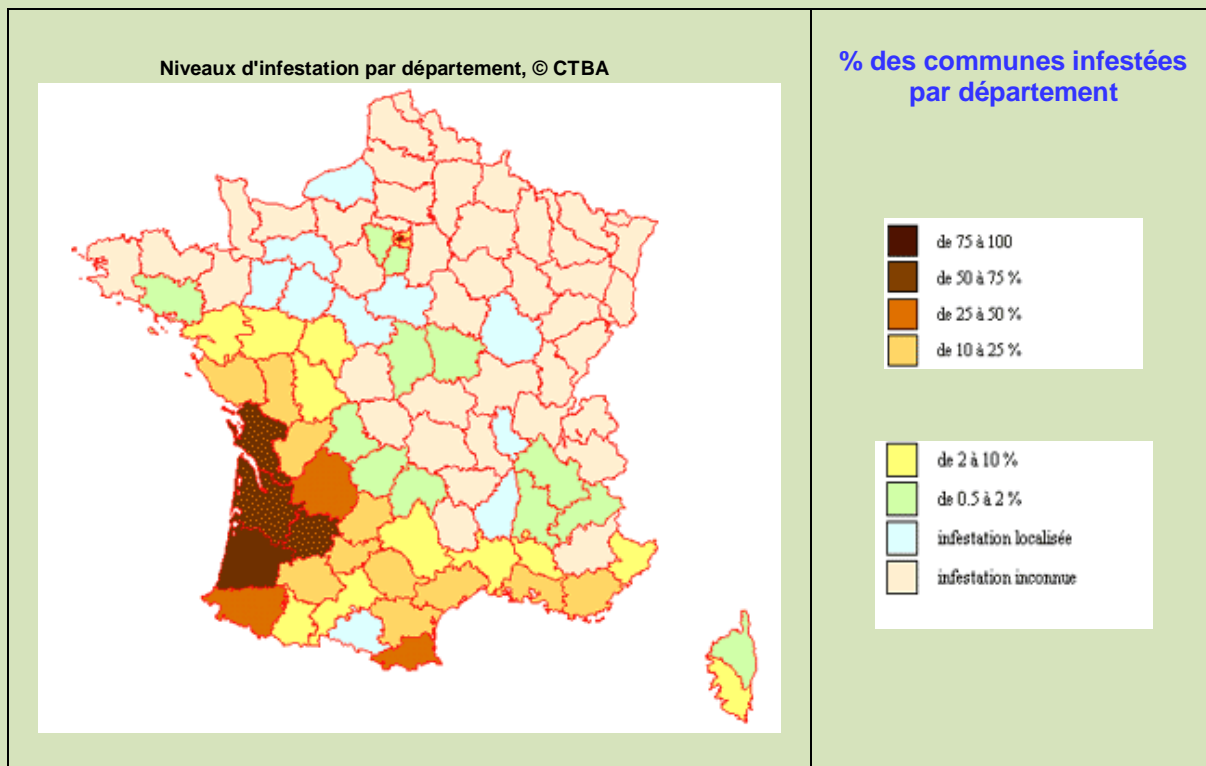 Niveaux d'infestation par département, © CTBA
% des communes infestées
par département
de 75 à 100
de 50 à 75 %
de 25 à 50 %
de 10 à 25 %
de 2 à 10 %
de 0.5 à 2 %
infestation localisée
infestation inconnue